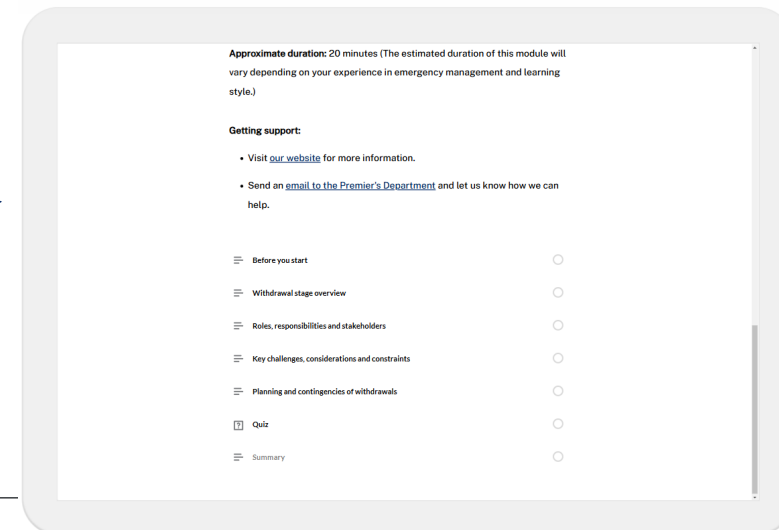 Approximate duration: 20 minutes (The estimated duration of this module will
vary depending on your experience in emergency management and learning
style.)
Getting support:
• Visit our website for more information.
• Send an email to the Premier's Department and let us know how we can
help.
Before you start
Withdrawal stage overview
Roles, responsibilities and stakeholders
Key challenges, considerations and constraints
Planning and contingencies of withdrawals
? Quiz
Summary